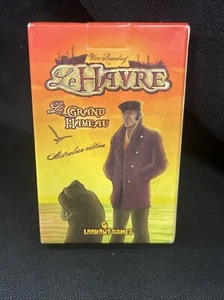 Uwe Rosenberg
LE HAVRE
LE GRAND
HAMEAU
Australian edition
LOOKOUT GAMES